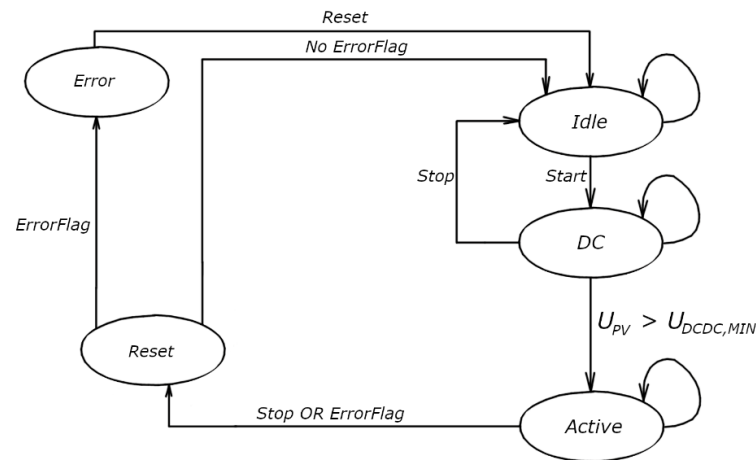 Reset
No ErrorFlag
Error
Idle
Stop
Start
ErrorFlag
DC
U_PV > U_DCDC,MIN
Reset
Stop OR ErrorFlag
Active